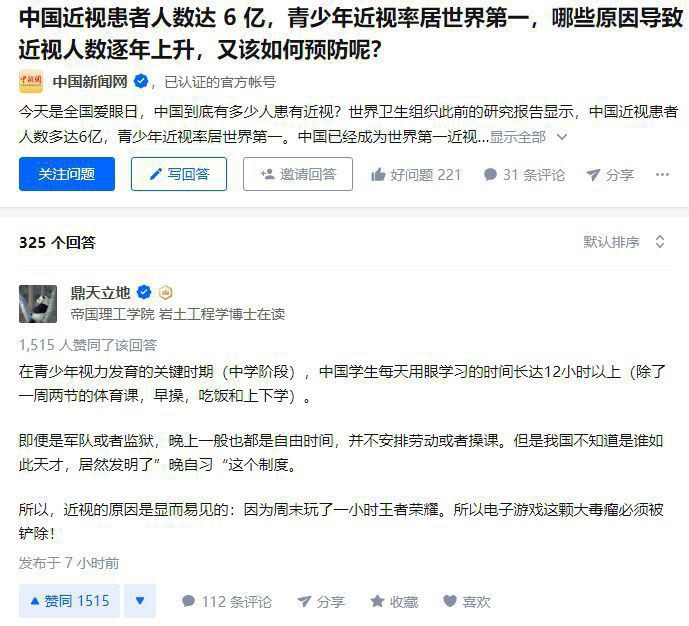 中国近视患者人数达 6 亿，青少年近视率居世界第一，哪些原因导致
近视人数逐年上升，又该如何预防呢？
中新网 中国新闻网，已认证的官方帐号
今天是全国爱眼日，中国到底有多少人患有近视？世界卫生组织此前的研究报告显示，中国近视患者
人数多达6亿，青少年近视率居世界第一。中国已经成为世界第一近视...显示全部
关注问题 写回答 邀请回答 好问题 221 31 条评论 分享 ...
325 个回答 默认排序
鼎天立地
帝国理工学院 岩土工程学博士在读
1,515 人赞同了该回答
在青少年视力发育的关键时期（中学阶段），中国学生每天用眼学习的时间长达12小时以上（除了
一周两节的体育课，早操，吃饭和上下学）。
即便是军队或者监狱，晚上一般也都是自由时间，并不安排劳动或者操课。但是我国不知道是谁如
此天才，居然发明了”晚自习“这个制度。
所以，近视的原因是显而易见的：因为周末玩了一小时王者荣耀。所以电子游戏这颗大毒瘤必须被
铲除！
发布于 7 小时前
赞同 1515 112 条评论 分享 收藏 喜欢